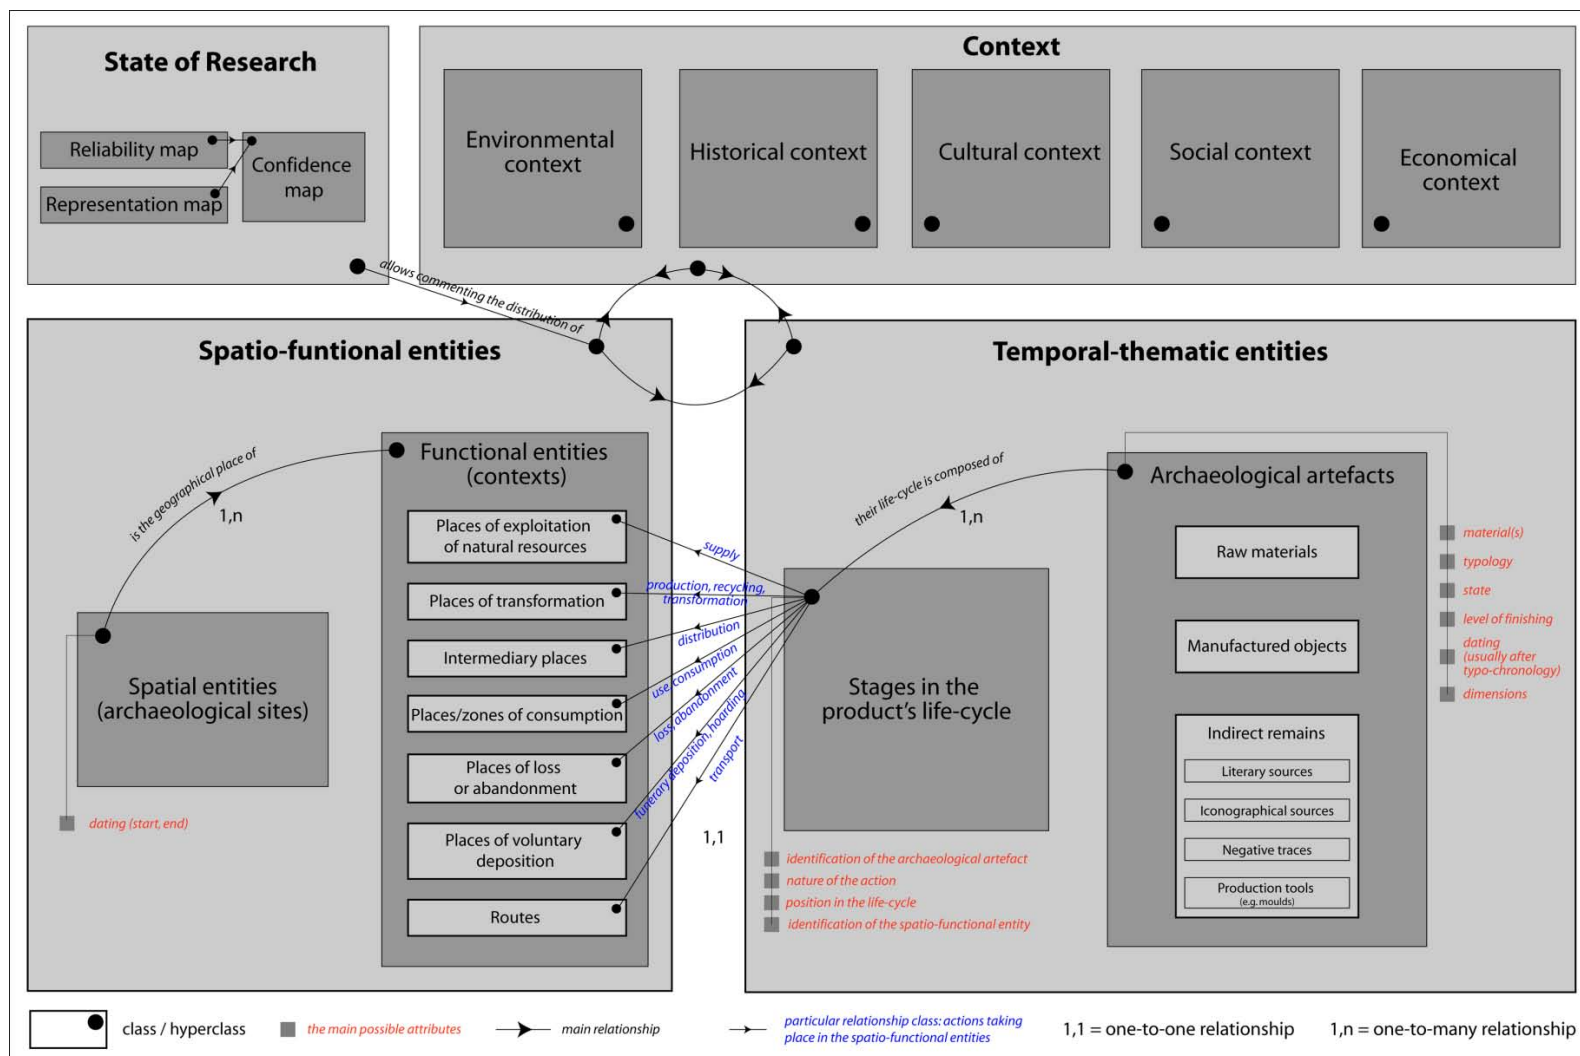 State of Research
Reliability map
Representation map
Confidence
map
Context
Environmental
context
Historical context
Cultural context
Social context
Economical
context
allows commenting the distribution of
Spatio-funtional entities
is the geographical place of
1,n
Spatial entities
(archaeological sites)
dating (start, end)
Functional entities
(contexts)
Places of exploitation
of natural resources
Places of transformation
Intermediary places
Places/zones of consumption
Places of loss
or abandonment
Places of voluntary
deposition
Routes
supply
production, recycling,
transformation
distribution
use, consumption
loss, abandonment
funerary deposition, hoarding
transport
1,1
Temporal-thematic entities
their life-cycle is composed of
1,n
Stages in the
product's life-cycle
identification of the archaeological artefact
nature of the action
position in the life-cycle
identification of the spatio-functional entity
Archaeological artefacts
Raw materials
Manufactured objects
Indirect remains
Literary sources
Iconographical sources
Negative traces
Production tools
(e.g. moulds)
material(s)
typology
state
level of finishing
dating
(usually after
typo-chronology)
dimensions
class / hyperclass
the main possible attributes
main relationship
particular relationship class: actions taking
place in the spatio-functional entities
1,1 = one-to-one relationship
1,n = one-to-many relationship